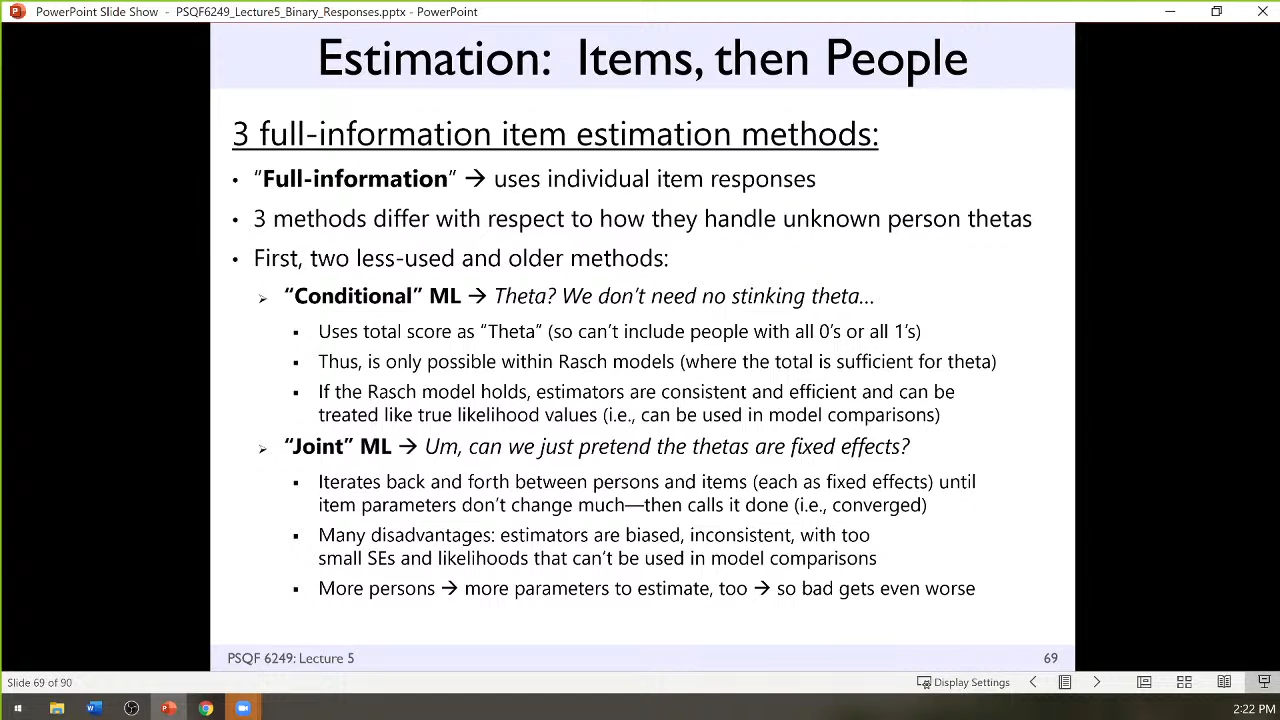 PowerPoint Slide Show - PSQF6249_Lecture5_Binary_Responses.pptx - PowerPoint
Estimation: Items, then People
3 full-information item estimation methods:
• “Full-information” → uses individual item responses
• 3 methods differ with respect to how they handle unknown person thetas
• First, two less-used and older methods:
➢ “Conditional” ML → Theta? We don’t need no stinking theta…
▪ Uses total score as “Theta” (so can’t include people with all 0’s or all 1’s)
▪ Thus, is only possible within Rasch models (where the total is sufficient for theta)
▪ If the Rasch model holds, estimators are consistent and efficient and can be
treated like true likelihood values (i.e., can be used in model comparisons)
➢ “Joint” ML → Um, can we just pretend the thetas are fixed effects?
▪ Iterates back and forth between persons and items (each as fixed effects) until
item parameters don’t change much—then calls it done (i.e., converged)
▪ Many disadvantages: estimators are biased, inconsistent, with too
small SEs and likelihoods that can’t be used in model comparisons
▪ More persons → more parameters to estimate, too → so bad gets even worse
PSQF 6249: Lecture 5
69
Slide 69 of 90
Display Settings
2:22 PM